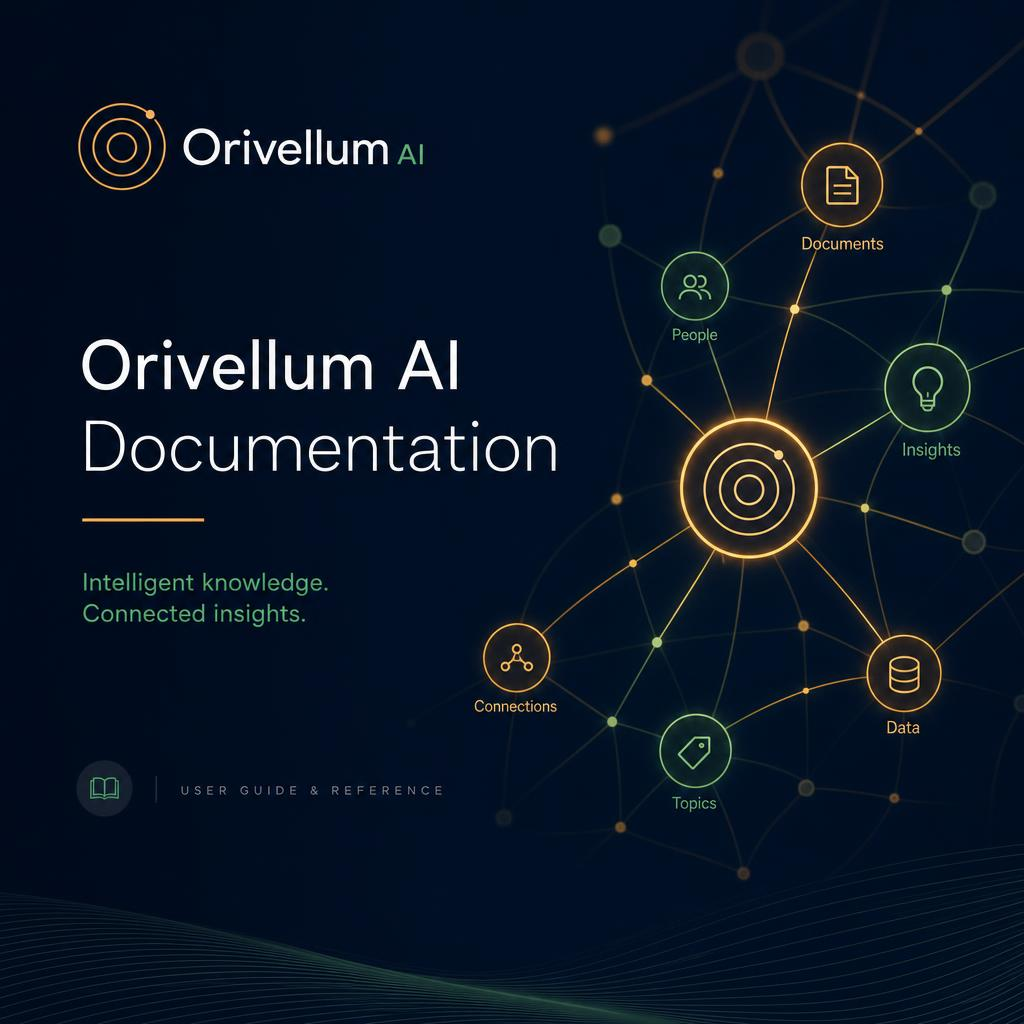 Orivellum AI
Orivellum AI
Documentation
Intelligent knowledge.
Connected insights.
USER GUIDE & REFERENCE
Documents
People
Insights
Connections
Data
Topics